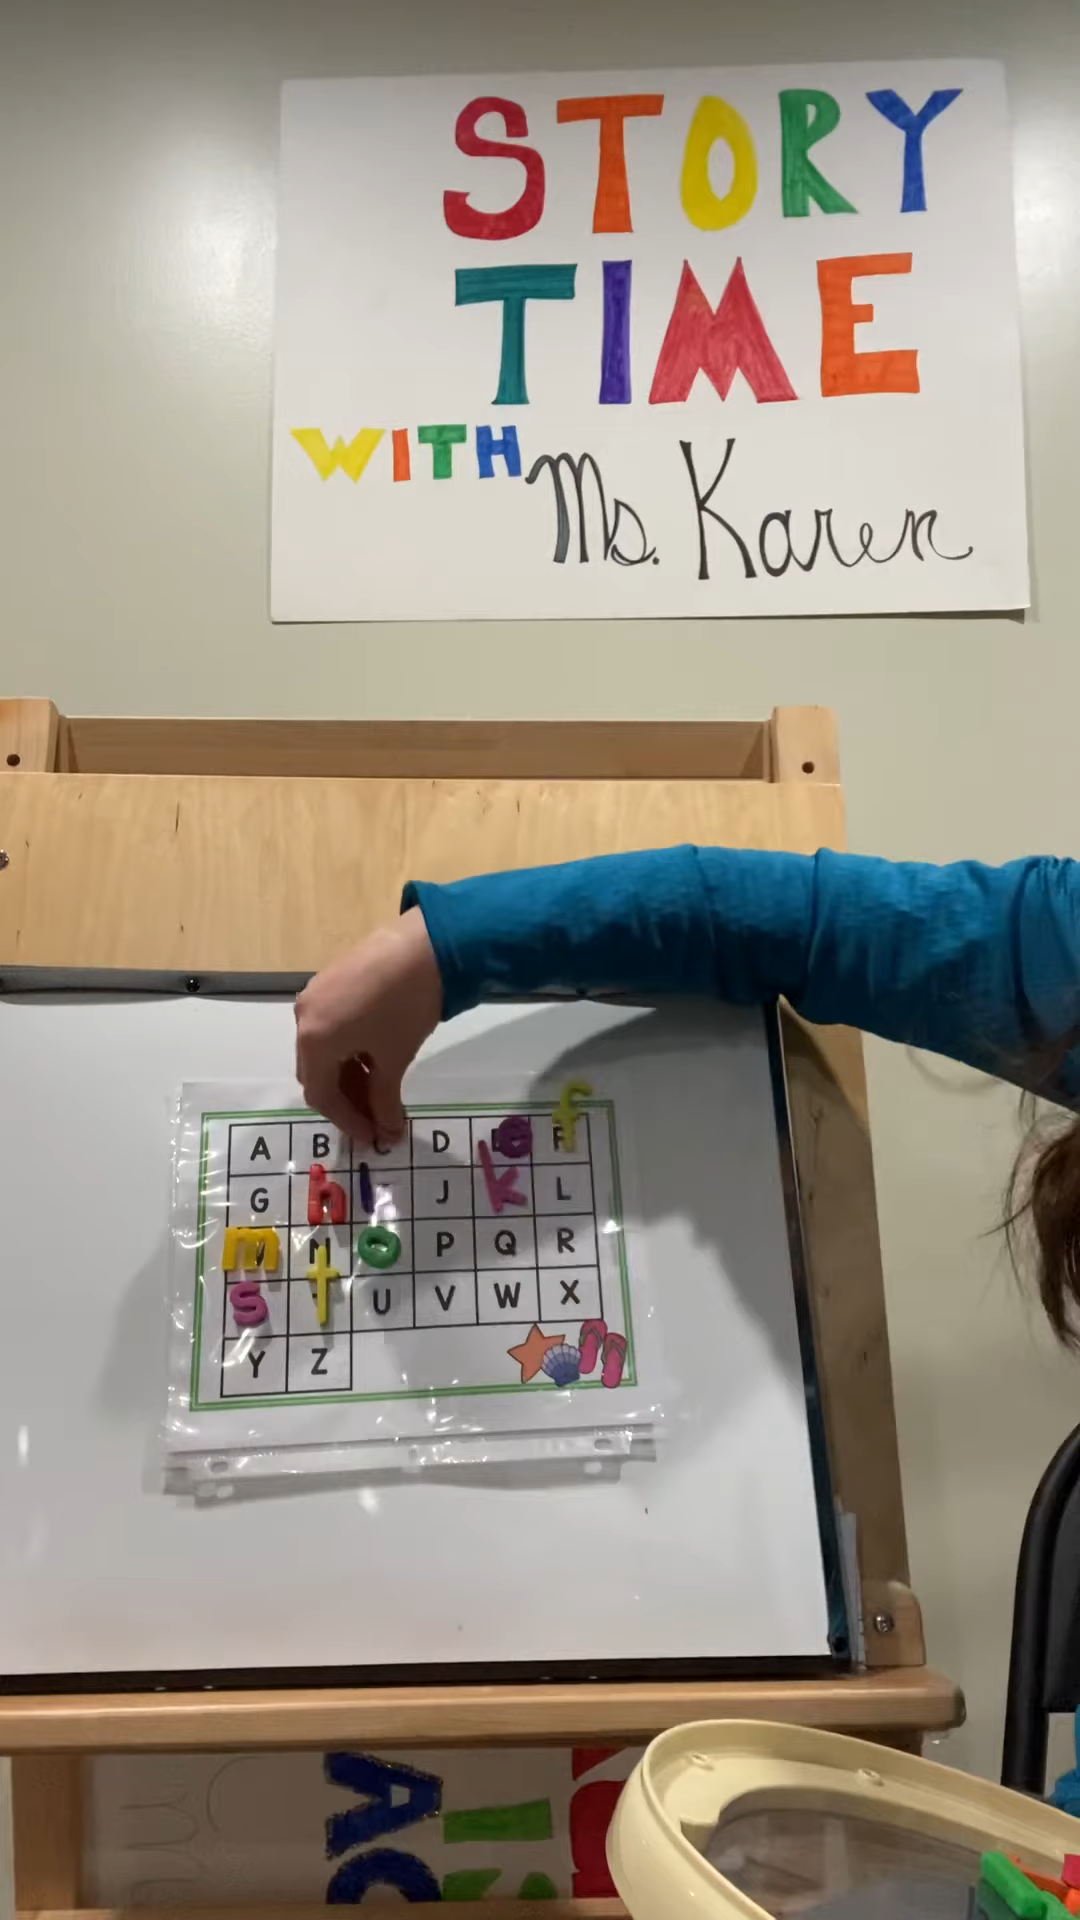 STORY
TIME
WITH Ms. Karen
A B C D e f
G h i J k L
m N o P Q R
s t U V W X
Y Z